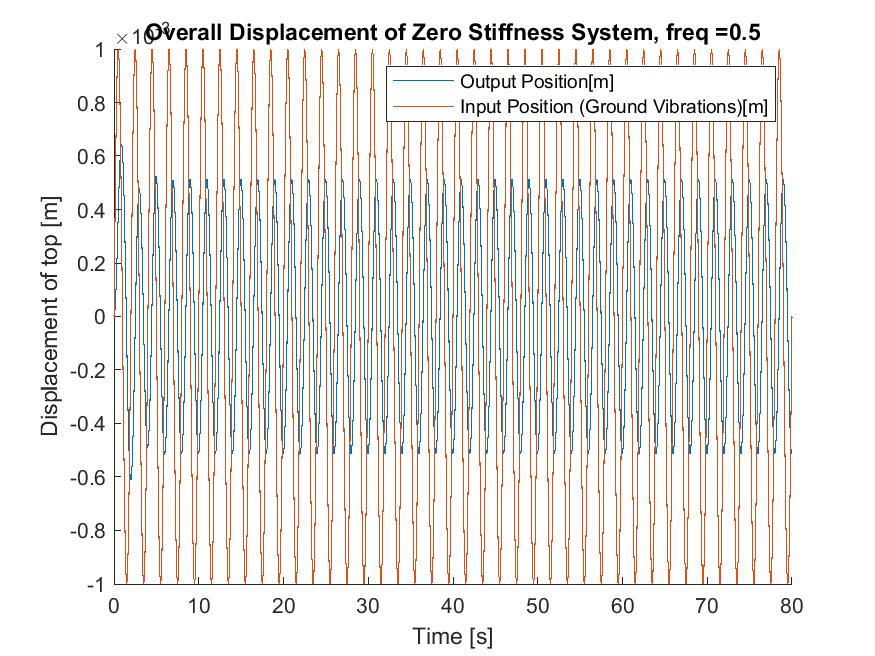 ×10-3
Overall Displacement of Zero Stiffness System, freq =0.5
Output Position[m]
Input Position (Ground Vibrations)[m]
Displacement of top [m]
1
0.8
0.6
0.4
0.2
0
-0.2
-0.4
-0.6
-0.8
-1
0 10 20 30 40 50 60 70 80
Time [s]